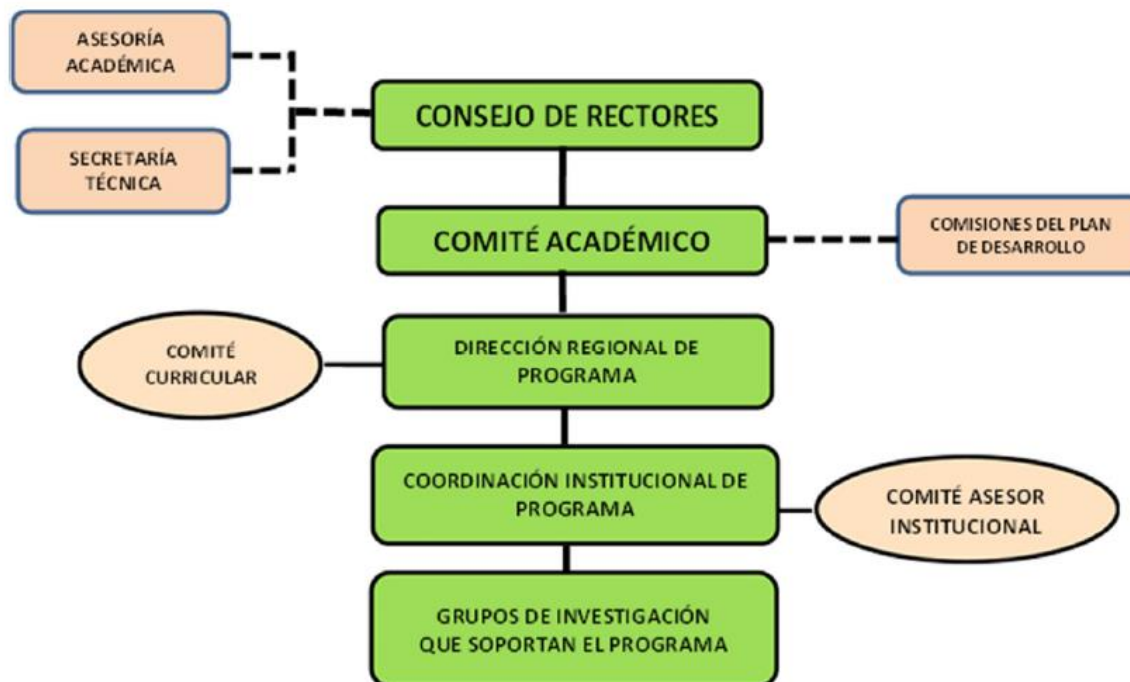 ASESORÍA
ACADÉMICA
SECRETARÍA
TÉCNICA
CONSEJO DE RECTORES
COMITÉ ACADÉMICO
COMISIONES DEL PLAN
DE DESARROLLO
COMITÉ
CURRICULAR
DIRECCIÓN REGIONAL DE
PROGRAMA
COORDINACIÓN INSTITUCIONAL DE
PROGRAMA
COMITÉ ASESOR
INSTITUCIONAL
GRUPOS DE INVESTIGACIÓN
QUE SOPORTAN EL PROGRAMA